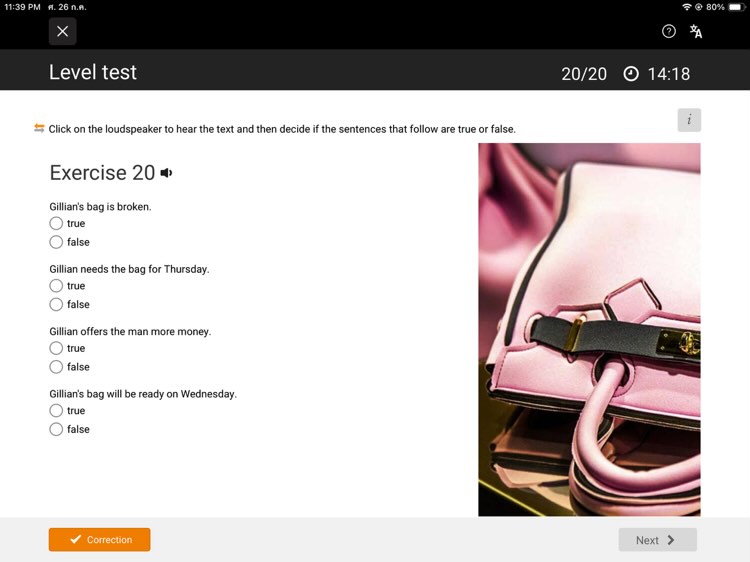 11:39 PM ศ. 26 ก.ค. 80%
Level test 20/20 14:18
Click on the loudspeaker to hear the text and then decide if the sentences that follow are true or false.
Exercise 20
Gillian's bag is broken.
true
false
Gillian needs the bag for Thursday.
true
false
Gillian offers the man more money.
true
false
Gillian's bag will be ready on Wednesday.
true
false
Correction Next